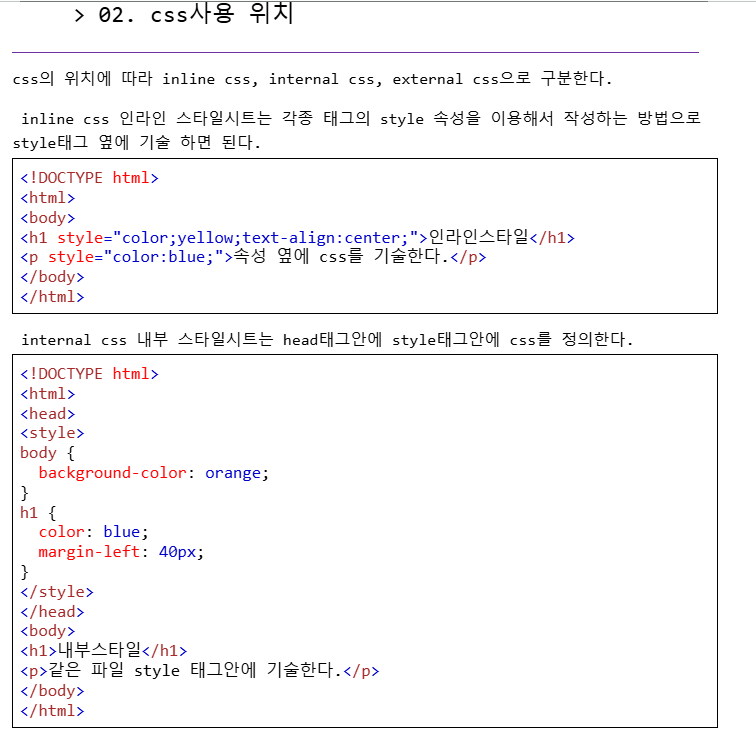 > 02. css사용 위치
css의 위치에 따라 inline css, internal css, external css으로 구분한다.
inline css 인라인 스타일시트는 각종 태그의 style 속성을 이용해서 작성하는 방법으로
style태그 옆에 기술 하면 된다.
<!DOCTYPE html>
<html>
<body>
<h1 style="color;yellow;text-align:center;">인라인스타일</h1>
<p style="color:blue;">속성 옆에 css를 기술한다.</p>
</body>
</html>
internal css 내부 스타일시트는 head태그안에 style태그안에 css를 정의한다.
<!DOCTYPE html>
<html>
<head>
<style>
body {
  background-color: orange;
}
h1 {
  color: blue;
  margin-left: 40px;
}
</style>
</head>
<body>
<h1>내부스타일</h1>
<p>같은 파일 style 태그안에 기술한다.</p>
</body>
</html>